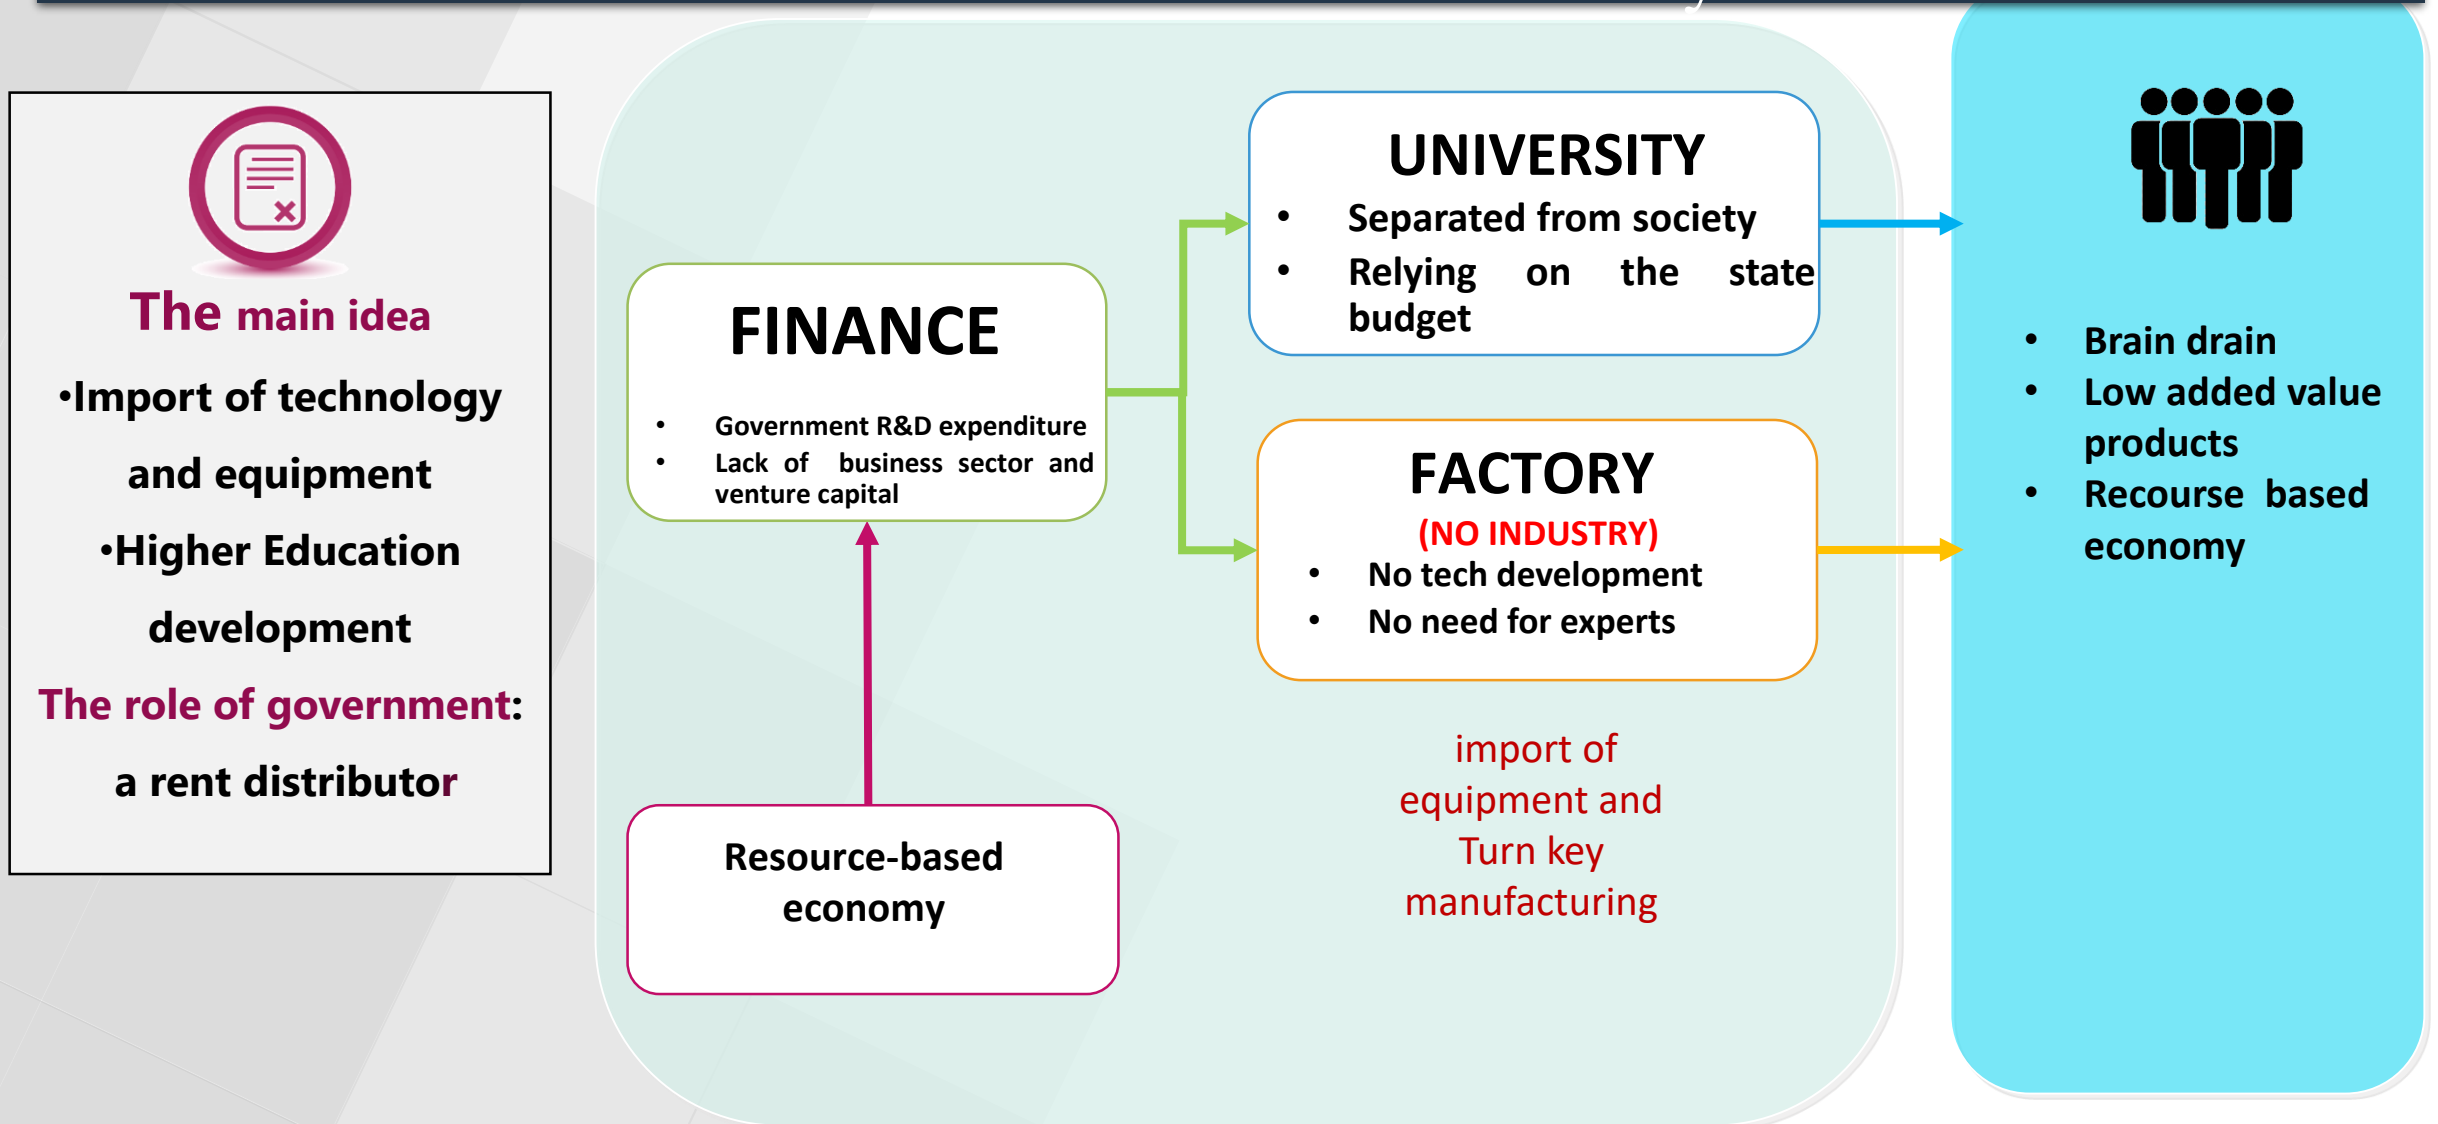 The main idea
•Import of technology
and equipment
•Higher Education
development
The role of government:
a rent distributor
FINANCE
• Government R&D expenditure
• Lack of business sector and
venture capital
Resource-based
economy
UNIVERSITY
• Separated from society
• Relying on the state
budget
FACTORY
(NO INDUSTRY)
• No tech development
• No need for experts
import of
equipment and
Turn key
manufacturing
• Brain drain
• Low added value
products
• Recourse based
economy